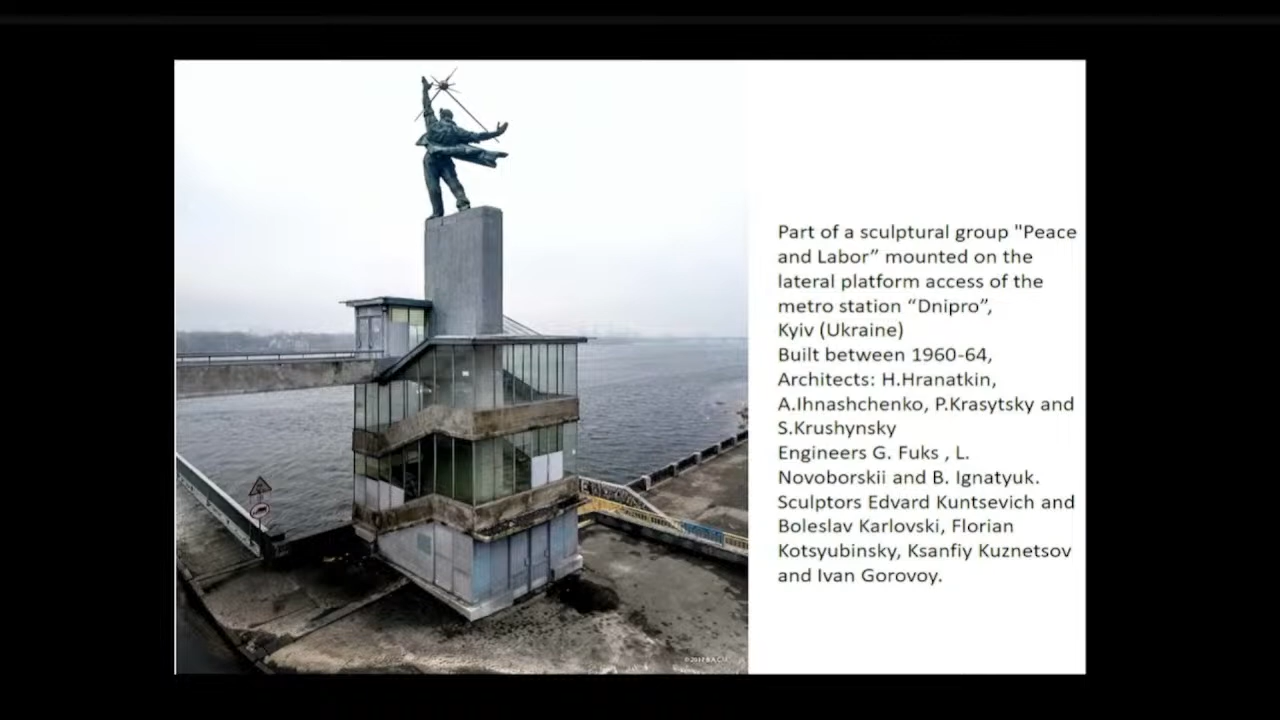 Part of a sculptural group "Peace
and Labor” mounted on the
lateral platform access of the
metro station “Dnipro”,
Kyiv (Ukraine)
Built between 1960-64,
Architects: H.Hranatkin,
A.Ihnashchenko, P.Krasytsky and
S.Krushynsky
Engineers G. Fuks , L.
Novoborskii and B. Ignatyuk.
Sculptors Edvard Kuntsevich and
Boleslav Karlovski, Florian
Kotsyubinsky, Ksanfiy Kuznetsov
and Ivan Gorovoy.